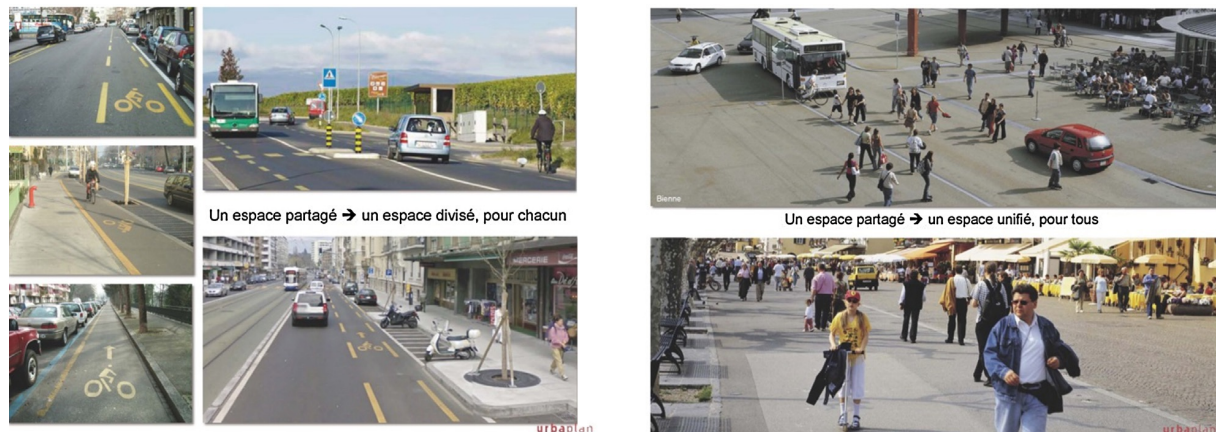 Un espace partagé ➔ un espace divisé, pour chacun
MERCERIE
urbaplan
Bienne
Un espace partagé ➔ un espace unifié, pour tous
urbaplan